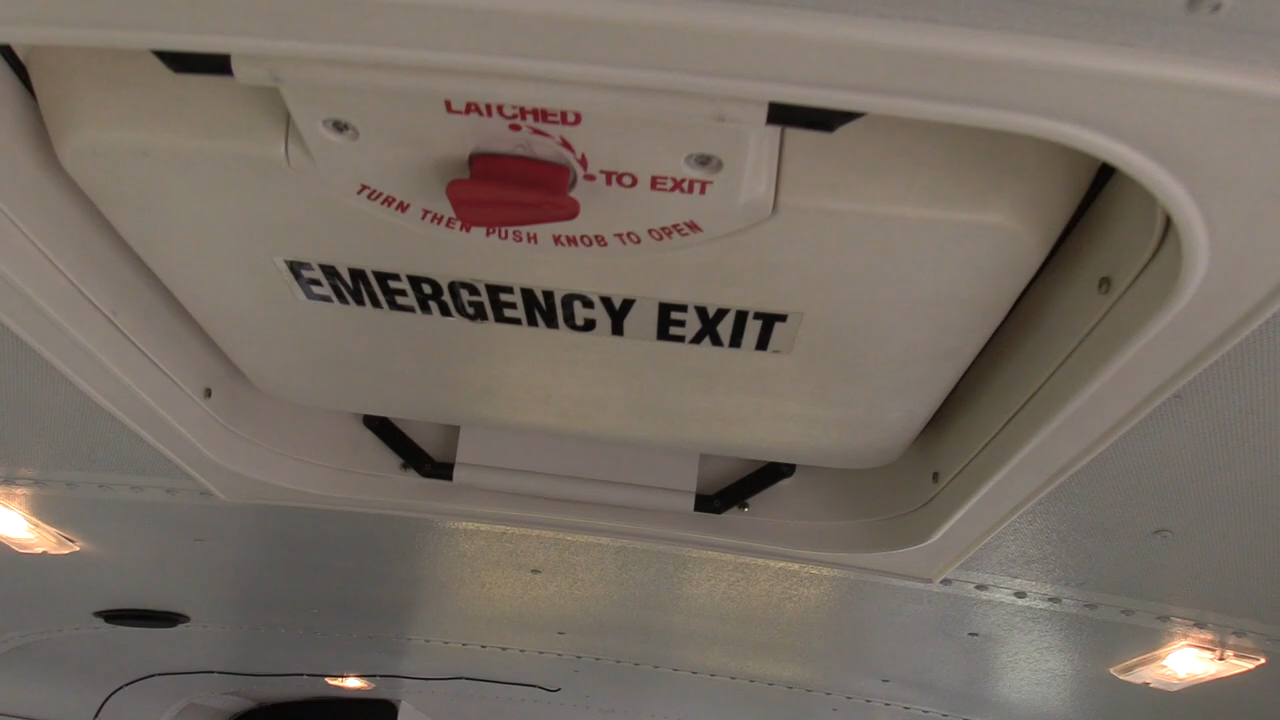 LATCHED
TO EXIT
TURN THEN PUSH KNOB TO OPEN
EMERGENCY EXIT